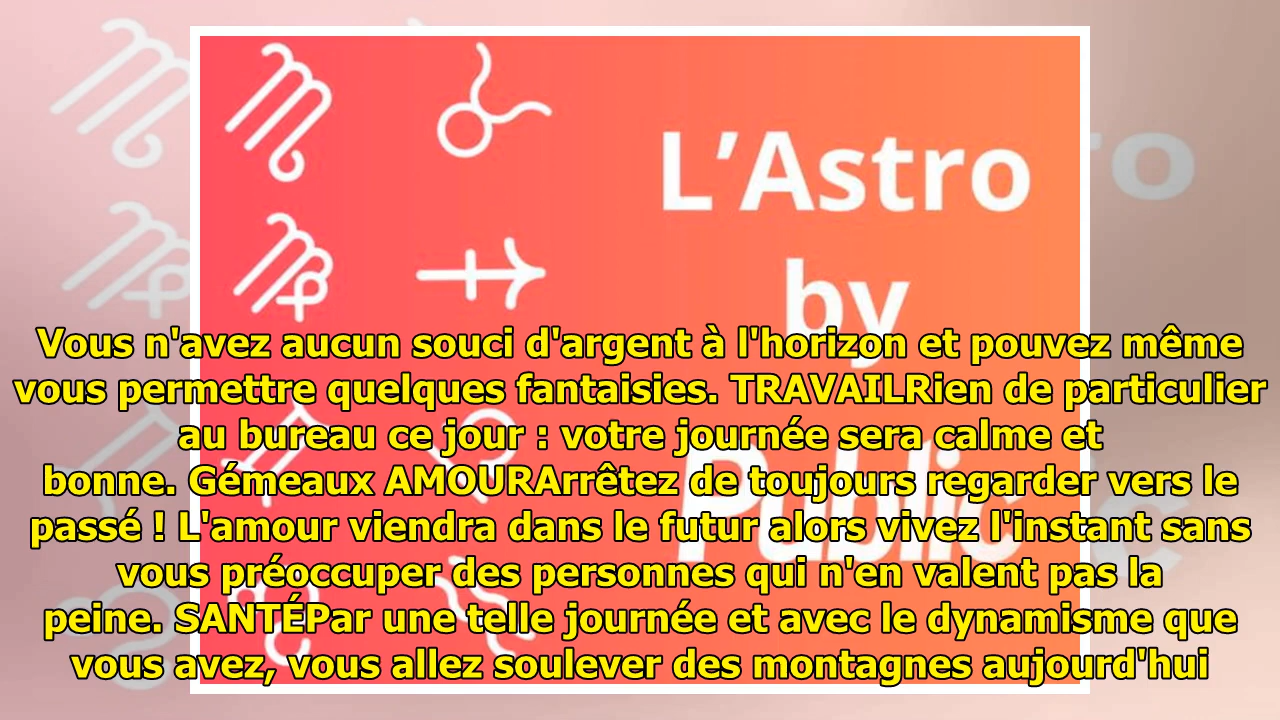 L'Astro
by
Public
Vous n'avez aucun souci d'argent à l'horizon et pouvez même
vous permettre quelques fantaisies. TRAVAILRien de particulier
au bureau ce jour : votre journée sera calme et
bonne. Gémeaux AMOURArrêtez de toujours regarder vers le
passé ! L'amour viendra dans le futur alors vivez l'instant sans
vous préoccuper des personnes qui n'en valent pas la
peine. SANTÉPar une telle journée et avec le dynamisme que
vous avez, vous allez soulever des montagnes aujourd'hui